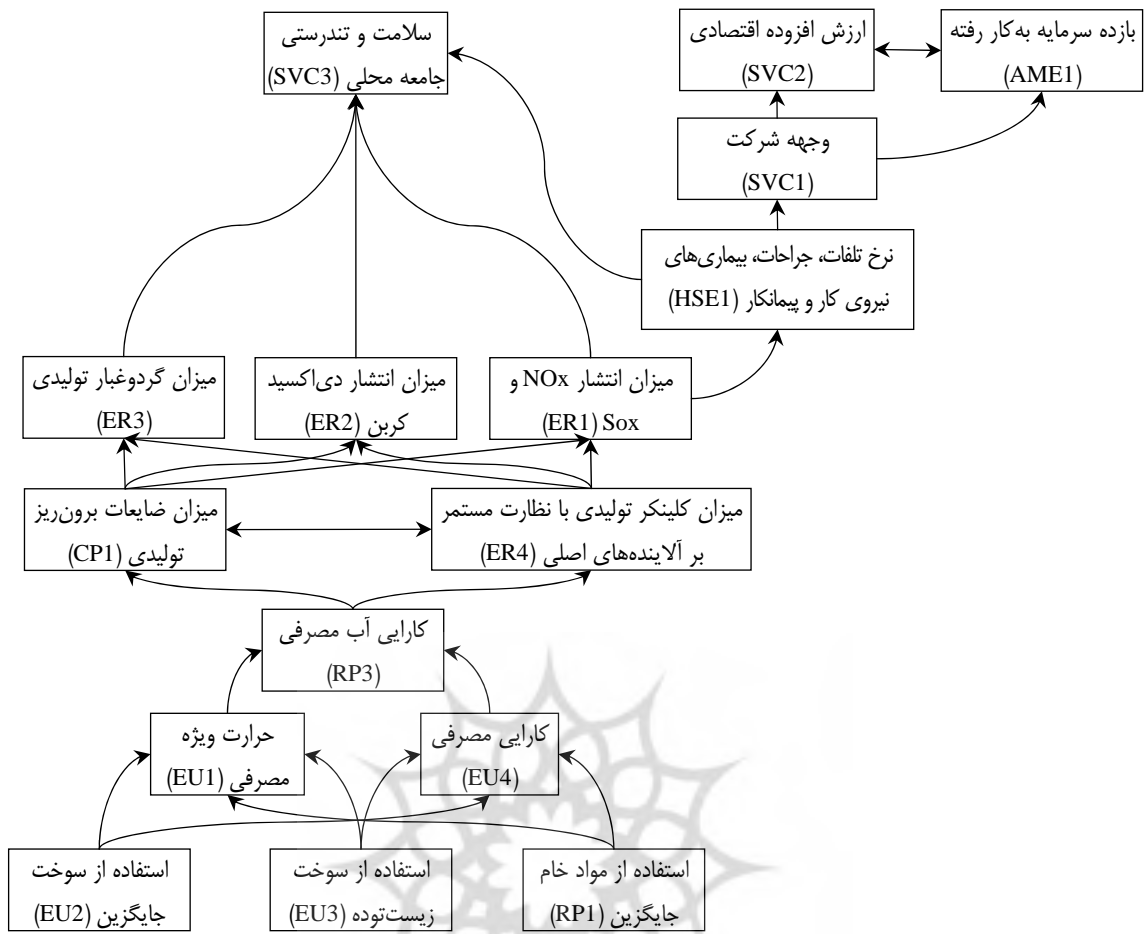 بازده سرمایه به‌کار رفته
(AME1)
ارزش افزوده اقتصادی
(SVC2)
سلامت و تندرستی
جامعه محلی (SVC3)
وجهه شرکت
(SVC1)
نرخ تلفات، جراحات، بیماری‌های
نیروی کار و پیمانکار (HSE1)
میزان انتشار NOx و
Sox (ER1)
میزان انتشار دی‌اکسید
کربن (ER2)
میزان گردوغبار تولیدی
(ER3)
میزان کلینکر تولیدی با نظارت مستمر
بر آلاینده‌های اصلی (ER4)
میزان ضایعات برون‌ریز
تولیدی (CP1)
کارایی آب مصرفی
(RP3)
کارایی مصرفی
(EU4)
حرارت ویژه
مصرفی (EU1)
استفاده از مواد خام
جایگزین (RP1)
استفاده از سوخت
زیست‌توده (EU3)
استفاده از سوخت
جایگزین (EU2)